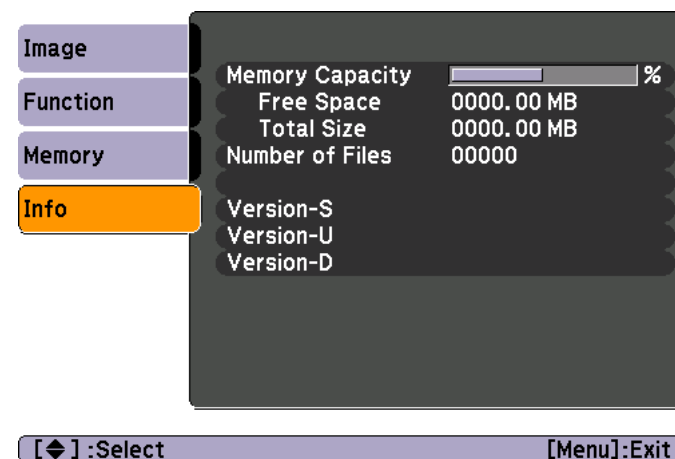 Image
Function
Memory
Info
Memory Capacity %
Free Space 0000.00 MB
Total Size 0000.00 MB
Number of Files 00000
Version-S
Version-U
Version-D
[◆] :Select [Menu]:Exit